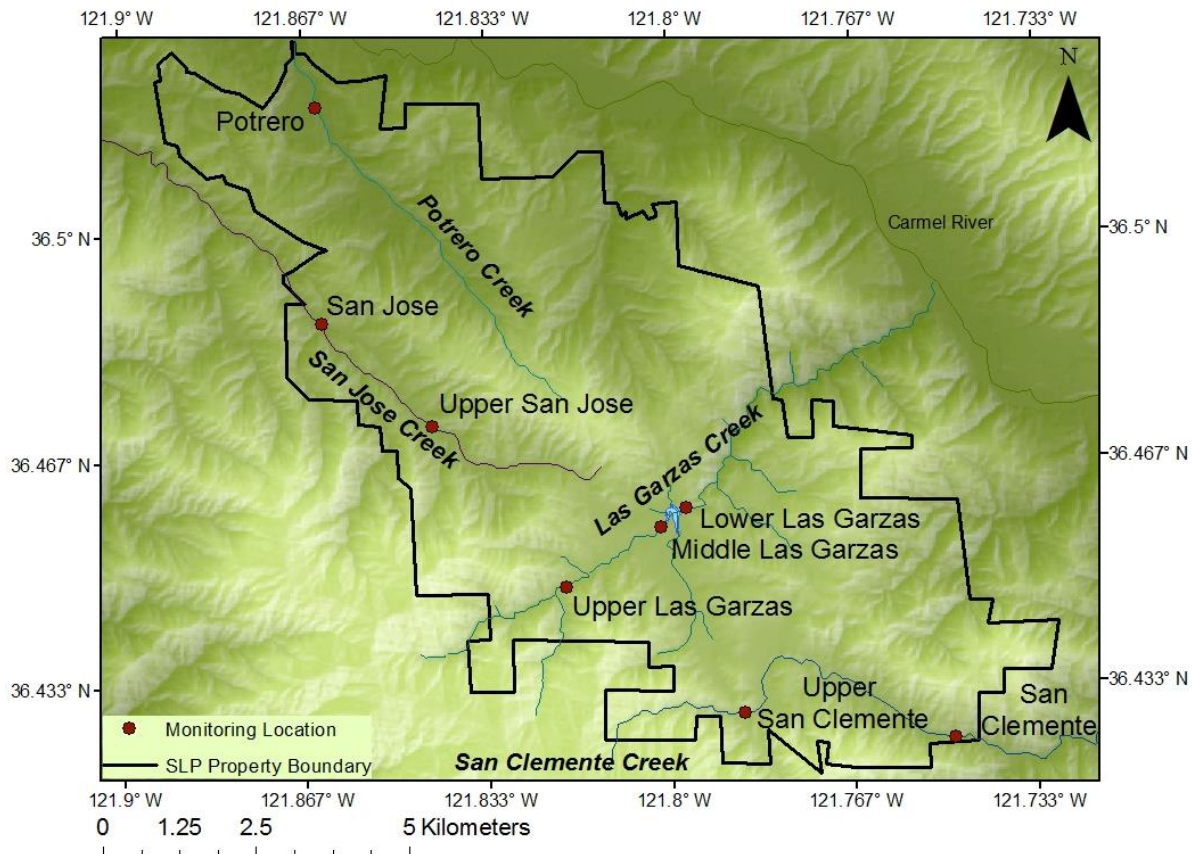 121.9° W 121.867° W 121.833° W 121.8° W 121.767° W 121.733° W
N
Potrero
Potrero Creek
Carmel River
36.5° N 36.5° N
San Jose
San Jose Creek
Upper San Jose
Las Garzas Creek
36.467° N 36.467° N
Lower Las Garzas
Middle Las Garzas
Upper Las Garzas
36.433° N 36.433° N
Upper
San Clemente
San
Clemente
Monitoring Location
SLP Property Boundary
San Clemente Creek
121.9° W 121.867° W 121.833° W 121.8° W 121.767° W 121.733° W
0 1.25 2.5 5 Kilometers